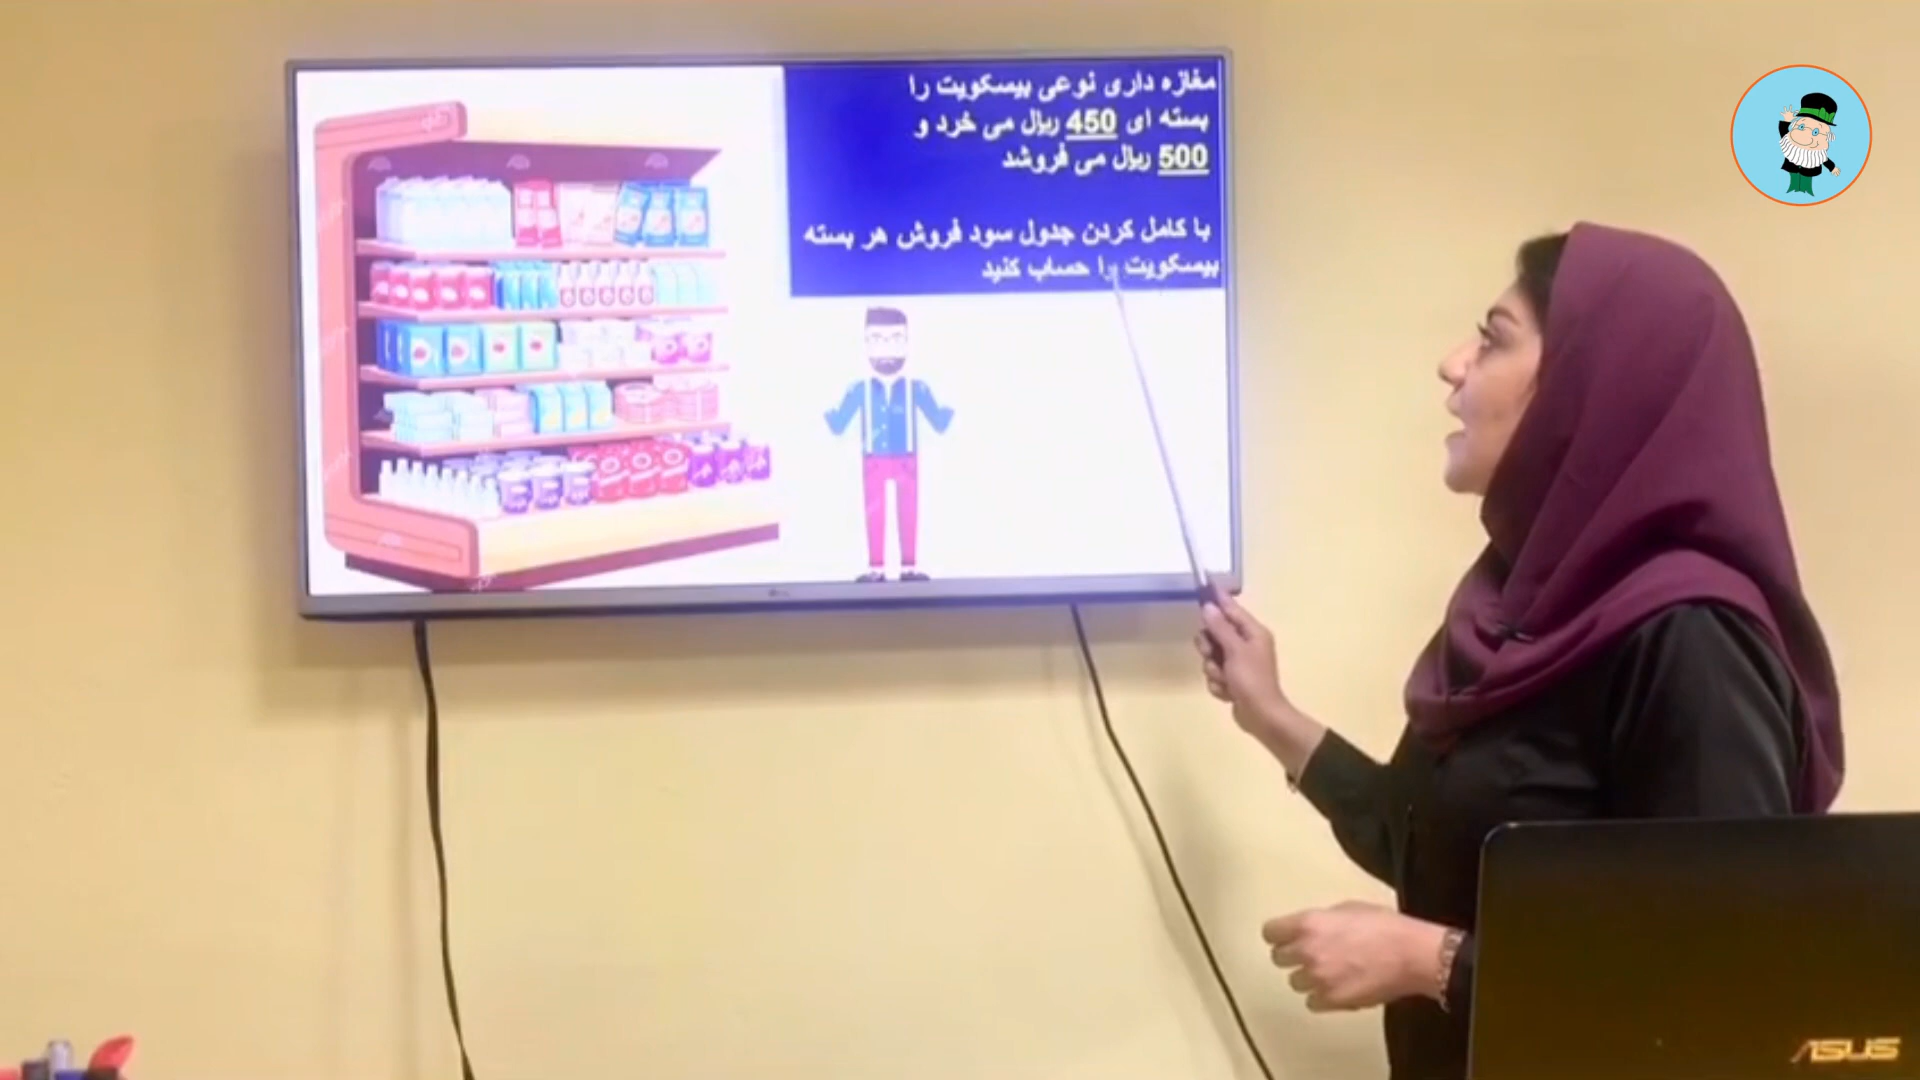 مغازه داری نوعی بیسکویت را
بسته ای 450 ریال می خرد و
500 ریال می فروشد
با کامل کردن جدول سود فروش هر بسته
بیسکویت را حساب کنید
ASUS